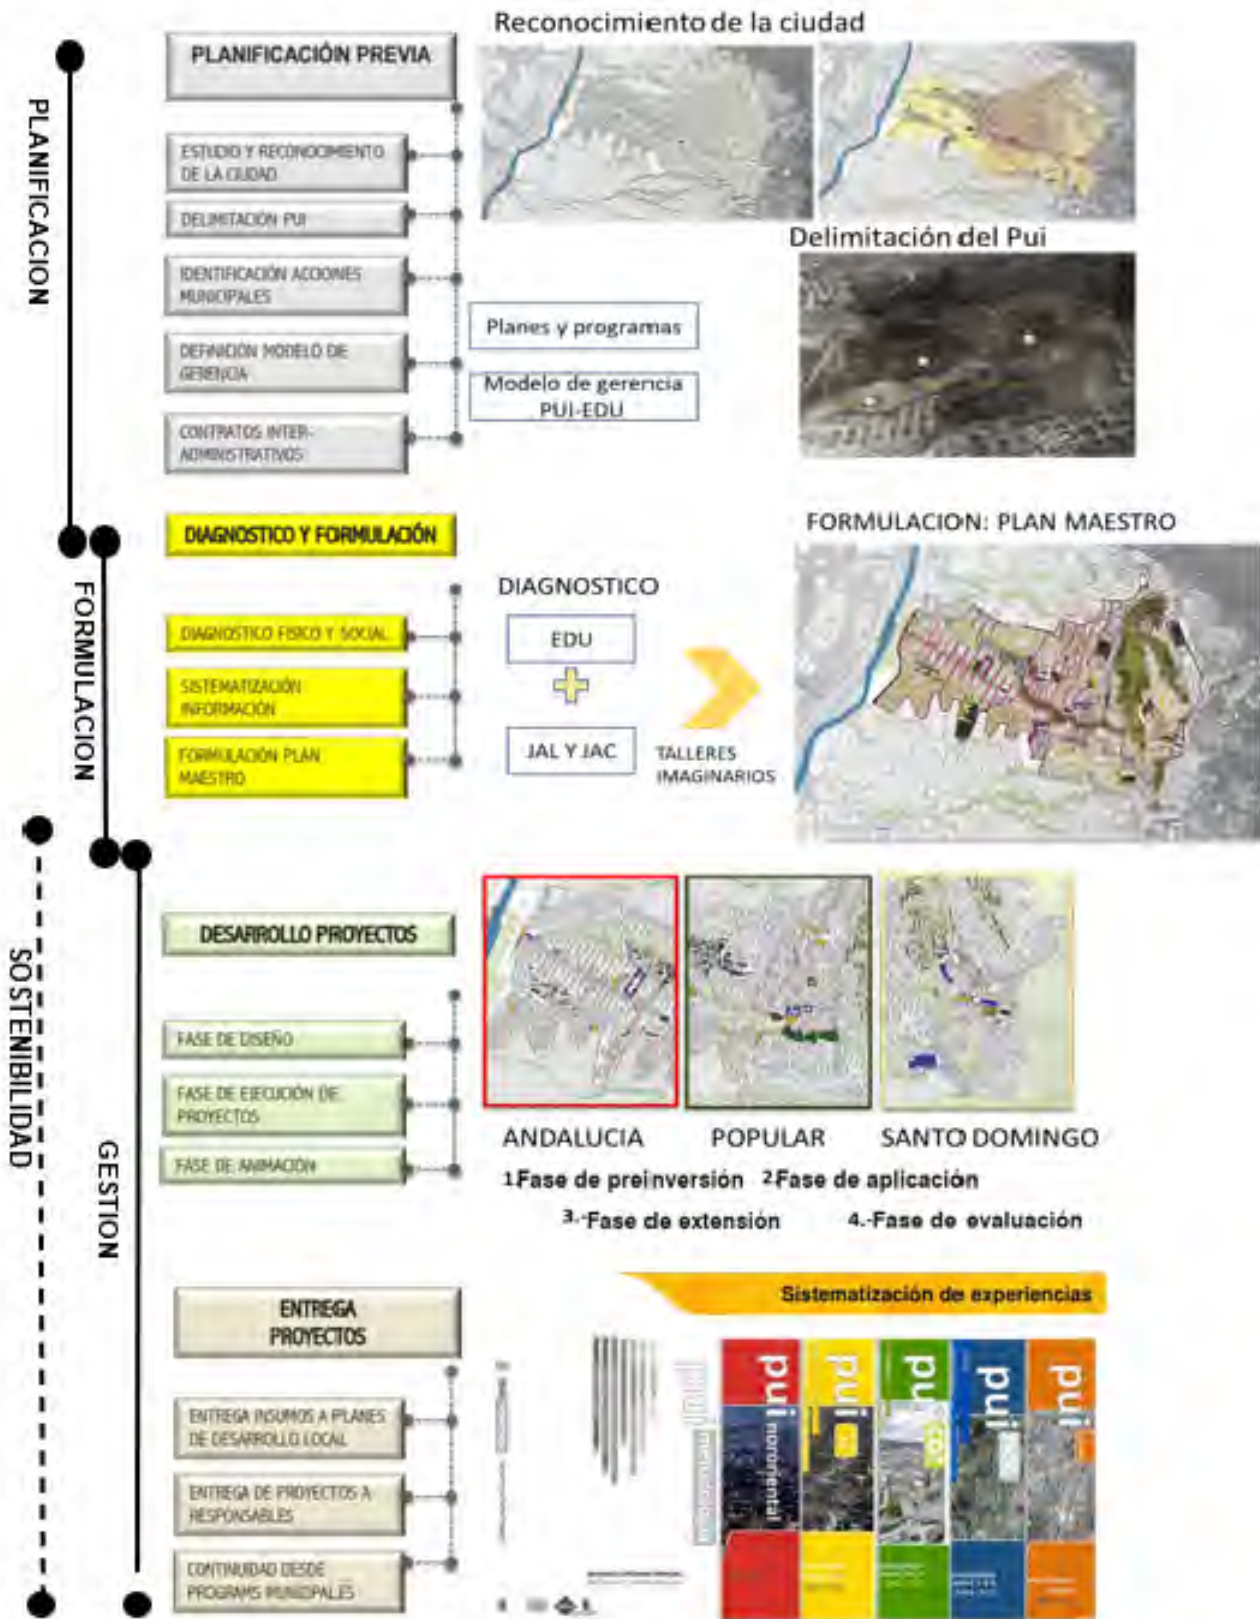 Reconocimiento de la ciudad
PLANIFICACION
PLANIFICACIÓN PREVIA
ESTUDIO Y RECONOCIMIENTO
DE LA CIUDAD
DELIMITACIÓN PUI
IDENTIFICACIÓN ACCIONES
MUNICIPALES
DEFINICIÓN MODELO DE
GERENCIA
CONTRATOS INTER-
ADMINISTRATIVOS
Planes y programas
Modelo de gerencia
PUI-EDU
Delimitación del Pui
FORMULACION
DIAGNOSTICO Y FORMULACIÓN
DIAGNOSTICO FISICO Y SOCIAL
SISTEMATIZACIÓN
INFORMACIÓN
FORMULACIÓN PLAN
MAESTRO
DIAGNOSTICO
EDU
JAL Y JAC
TALLERES
IMAGINARIOS
FORMULACION: PLAN MAESTRO
SOSTENIBILIDAD
GESTION
DESARROLLO PROYECTOS
FASE DE DISEÑO
FASE DE EJECUCIÓN DE
PROYECTOS
FASE DE ANIMACIÓN
ANDALUCIA
POPULAR
SANTO DOMINGO
1Fase de preinversión
2Fase de aplicación
3.-Fase de extensión
4.-Fase de evaluación
ENTREGA
PROYECTOS
ENTREGA INSUMOS A PLANES
DE DESARROLLO LOCAL
ENTREGA DE PROYECTOS A
RESPONSABLES
CONTINUIDAD DESDE
PROGRAMS MUNICIPALES
Sistematización de experiencias
pui
pui
nororiental
pui
pui
pui
pui